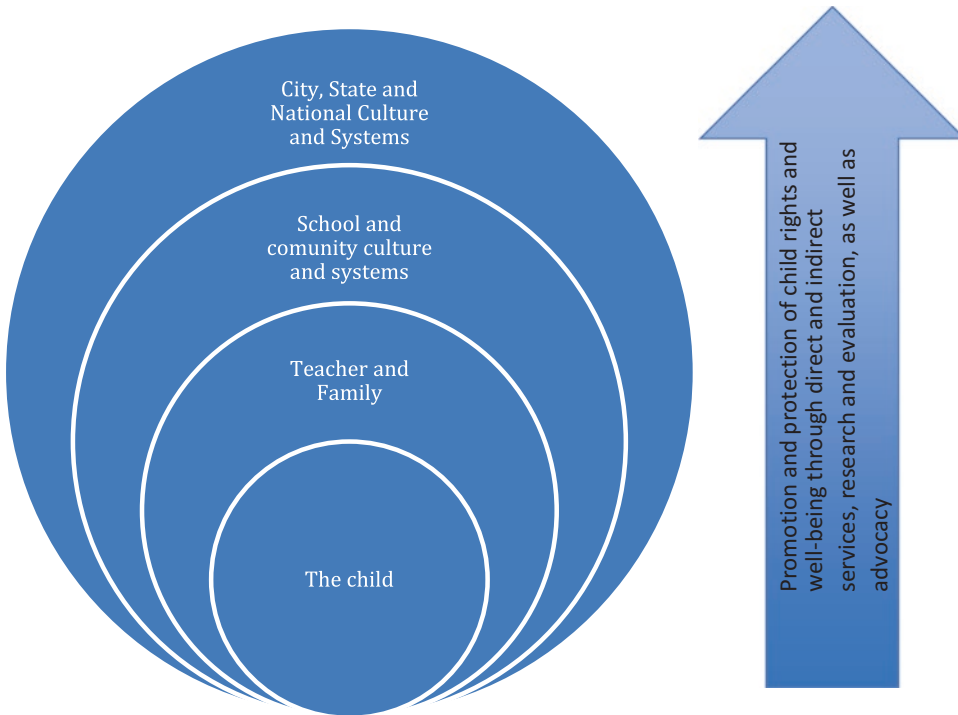 City, State and
National Culture
and Systems
School and
comunity culture
and systems
Teacher and
Family
The child
Promotion and protection of child rights and
well-being through direct and indirect
services, research and evaluation, as well as
advocacy